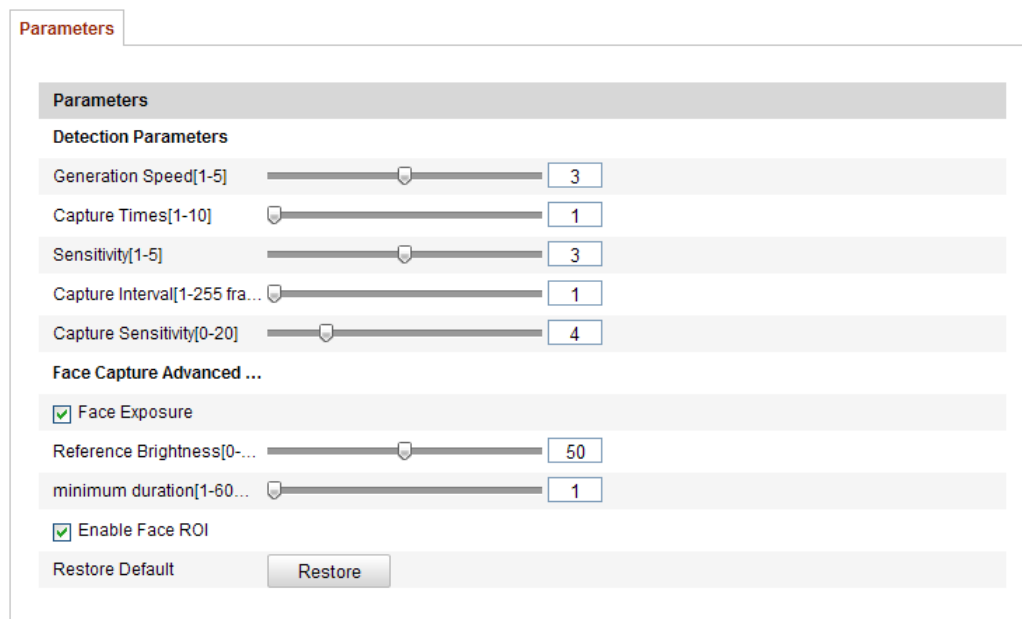 Parameters
Parameters
Detection Parameters
Generation Speed[1-5] 3
Capture Times[1-10] 1
Sensitivity[1-5] 3
Capture Interval[1-255 fra... 1
Capture Sensitivity[0-20] 4
Face Capture Advanced ...
Face Exposure
Reference Brightness[0-... 50
minimum duration[1-60... 1
Enable Face ROI
Restore Default Restore